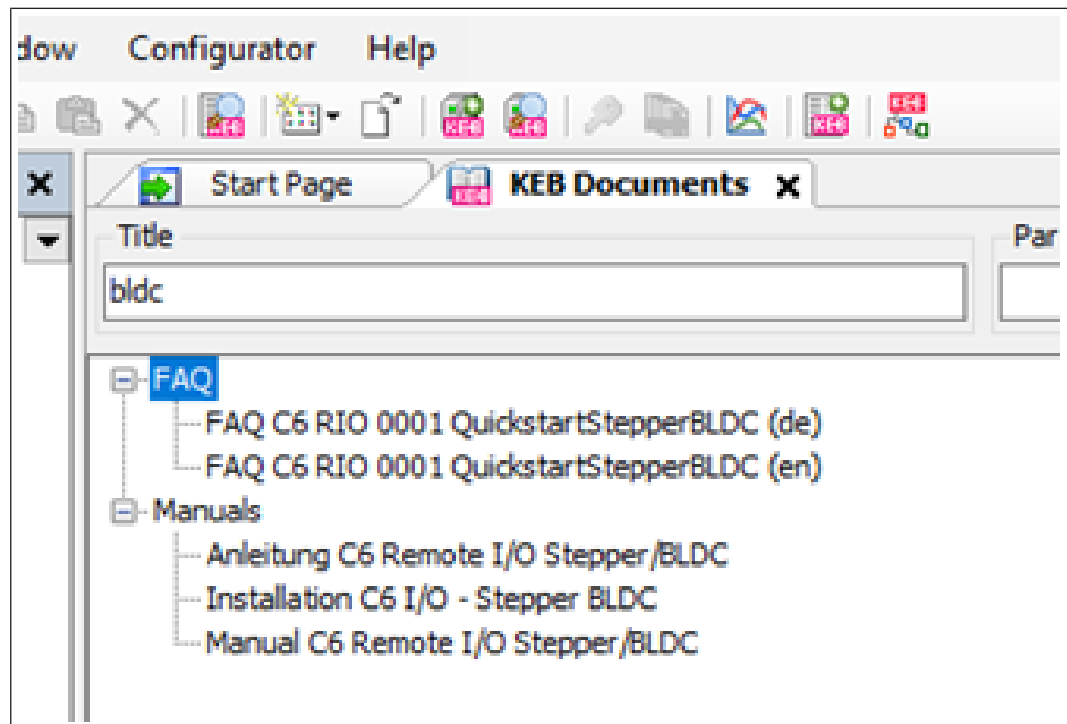 dow Configurator Help
Start Page KEB Documents
Title Par
bldc
FAQ
FAQ C6 RIO 0001 QuickstartStepperBLDC (de)
FAQ C6 RIO 0001 QuickstartStepperBLDC (en)
Manuals
Anleitung C6 Remote I/O Stepper/BLDC
Installation C6 I/O - Stepper BLDC
Manual C6 Remote I/O Stepper/BLDC